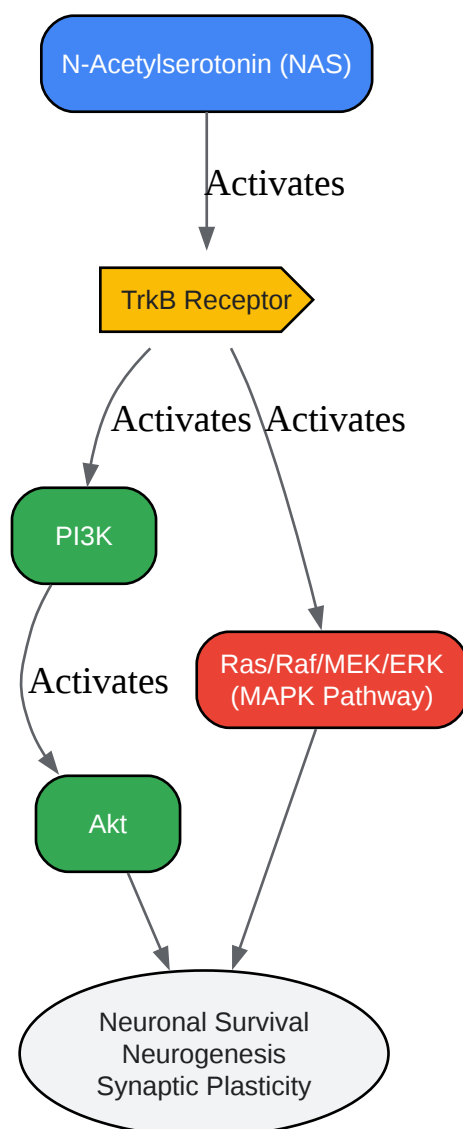 N-Acetylserotonin (NAS)
Activates
TrkB Receptor
Activates
Activates
PI3K
Ras/Raf/MEK/ERK
(MAPK Pathway)
Activates
Akt
Neuronal Survival
Neurogenesis
Synaptic Plasticity